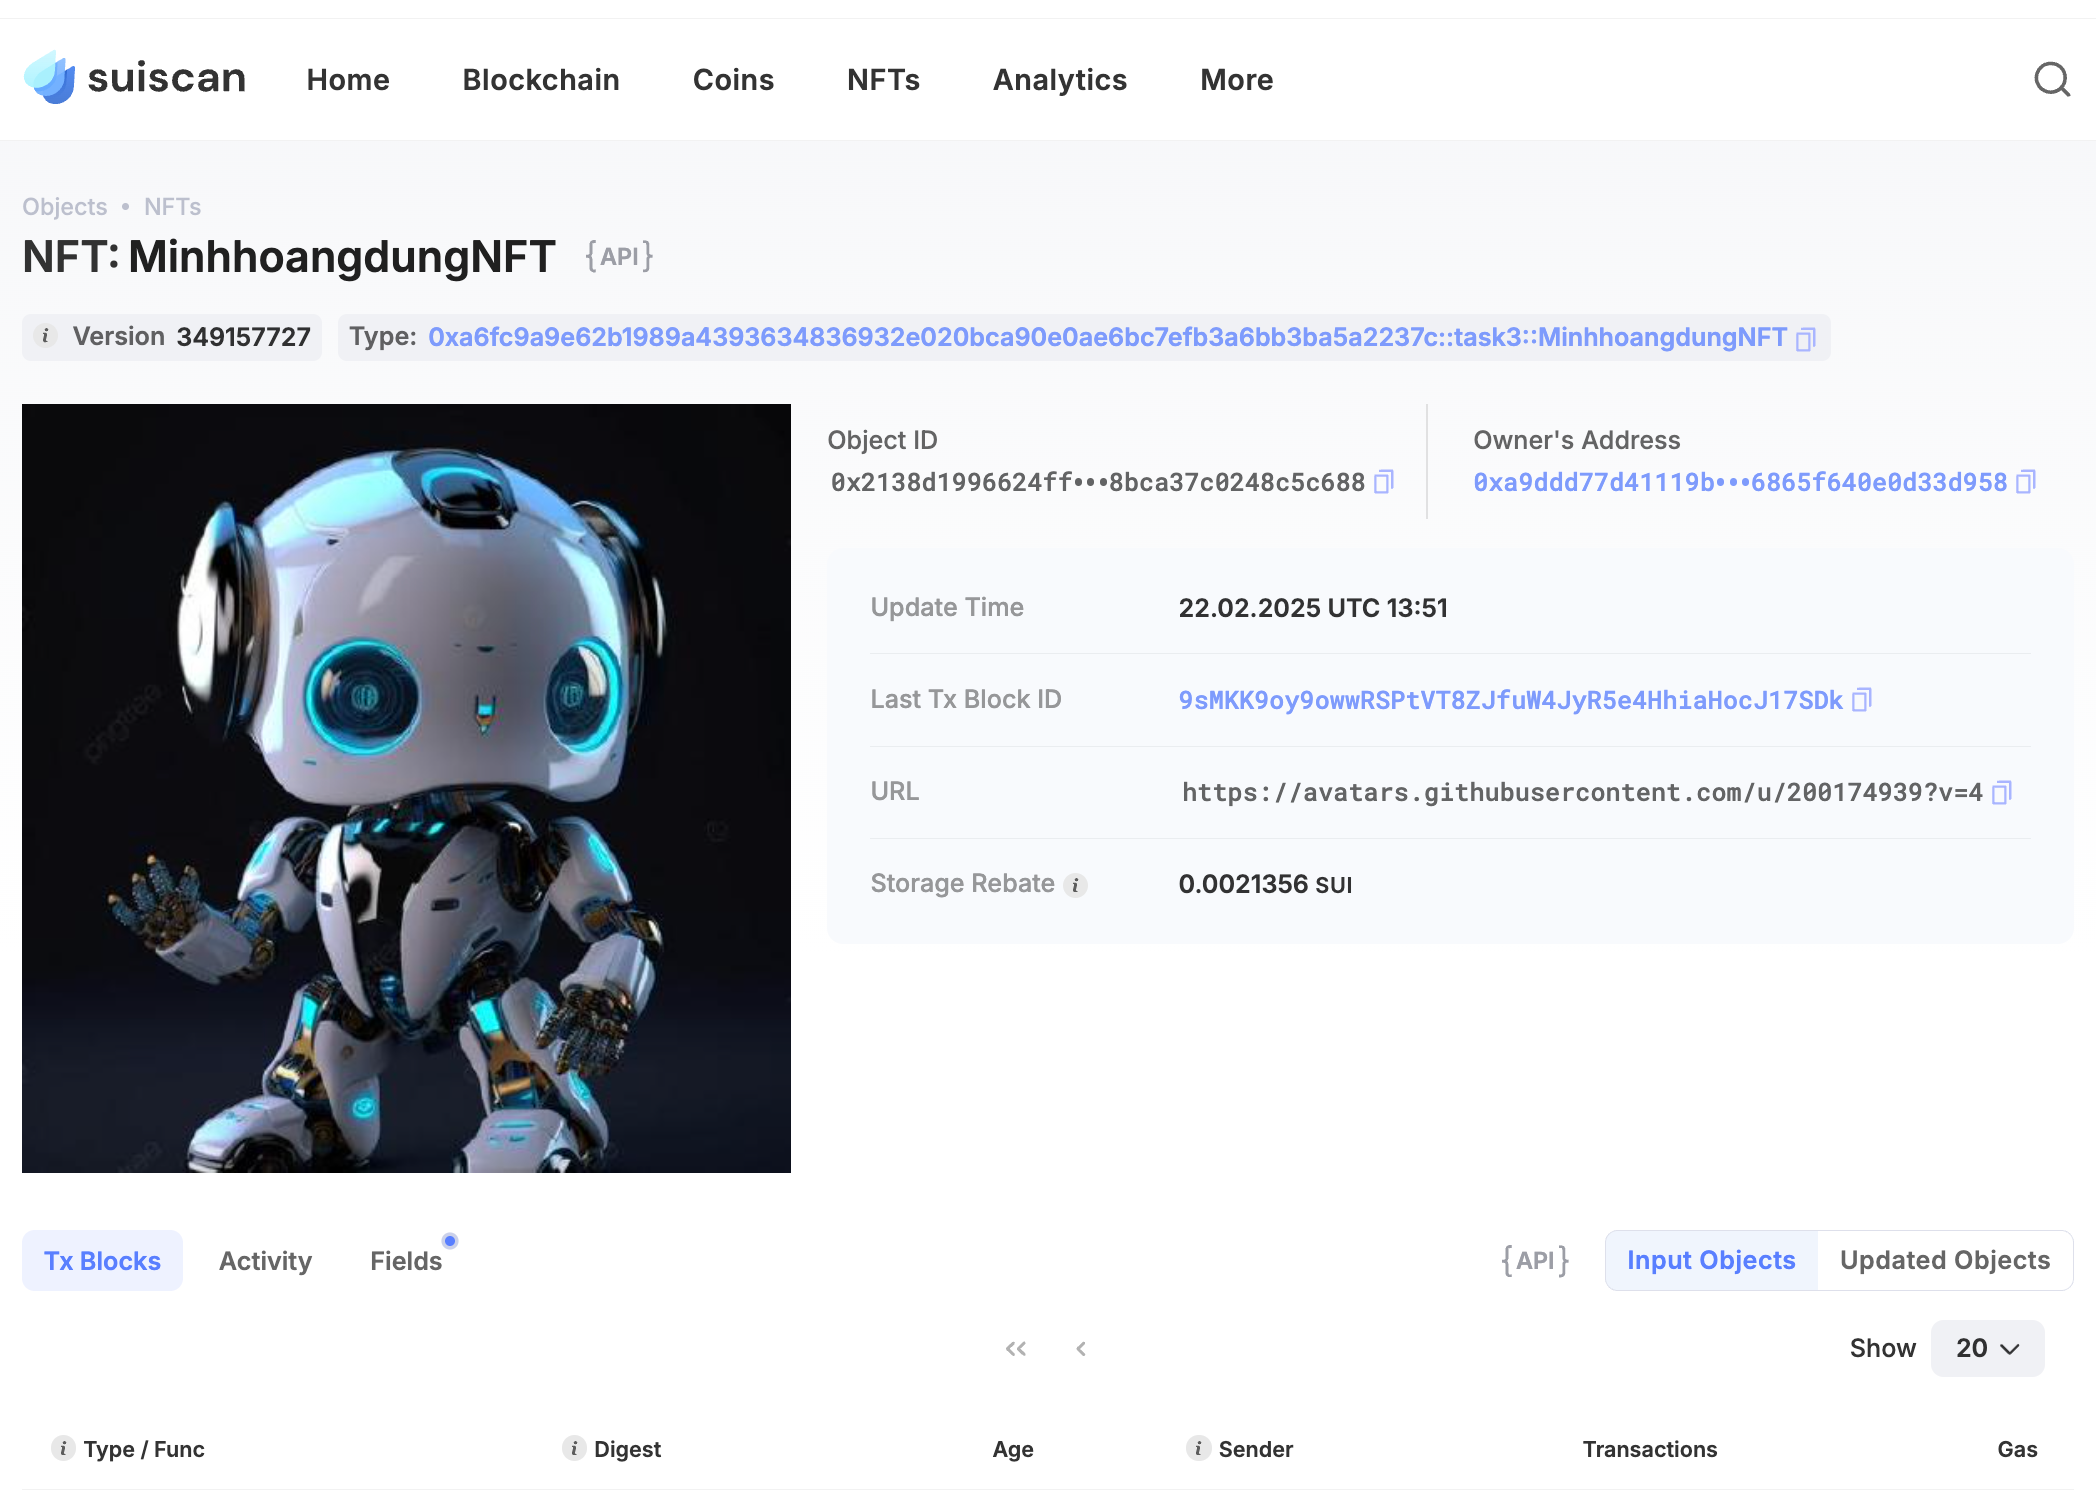 suiscan Home Blockchain Coins NFTs Analytics More
Objects • NFTs
NFT: MinhhoangdungNFT {API}
i Version 349157727 Type: 0xa6fc9a9e62b1989a4393634836932e020bca90e0ae6bc7efb3a6bb3ba5a2237c::task3::MinhhoangdungNFT
Object ID
0x2138d1996624ff•••8bca37c0248c5c688
Owner's Address
0xa9ddd77d41119b•••6865f640e0d33d958
Update Time 22.02.2025 UTC 13:51
Last Tx Block ID 9sMKK9oy9owwRSPtVT8ZJfuW4JyR5e4HhiaHocJ17SDk
URL https://avatars.githubusercontent.com/u/200174939?v=4
Storage Rebate i 0.0021356 SUI
pngtree
Tx Blocks Activity Fields {API} Input Objects Updated Objects
Show 20
i Type / Func i Digest Age i Sender Transactions Gas